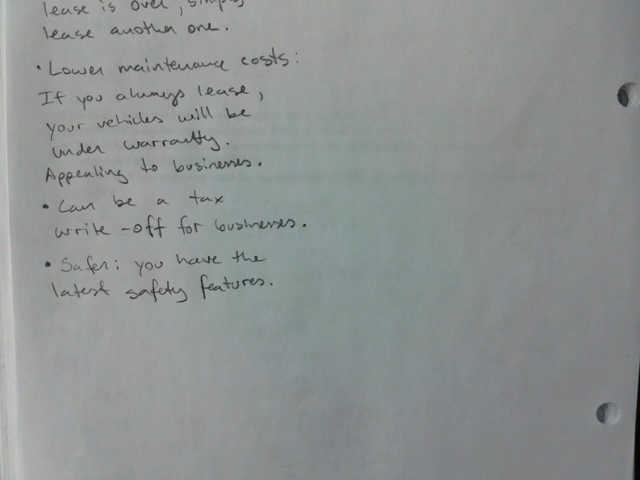 lease is over, simply
lease another one.
• Lower maintenance costs:
If you always lease,
your vehicles will be
under warranty.
Appealing to businesses.
• Can be a tax
write-off for businesses.
• Safer: you have the
latest safety features.